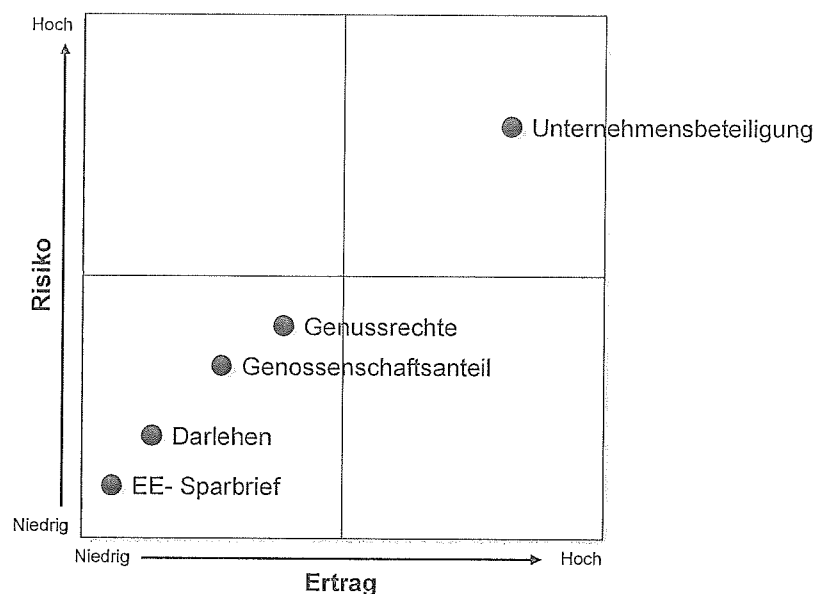 Hoch
Unternehmensbeteiligung
Risiko
Genussrechte
Genossenschaftsanteil
Darlehen
EE- Sparbrief
Niedrig
Niedrig
Hoch
Ertrag